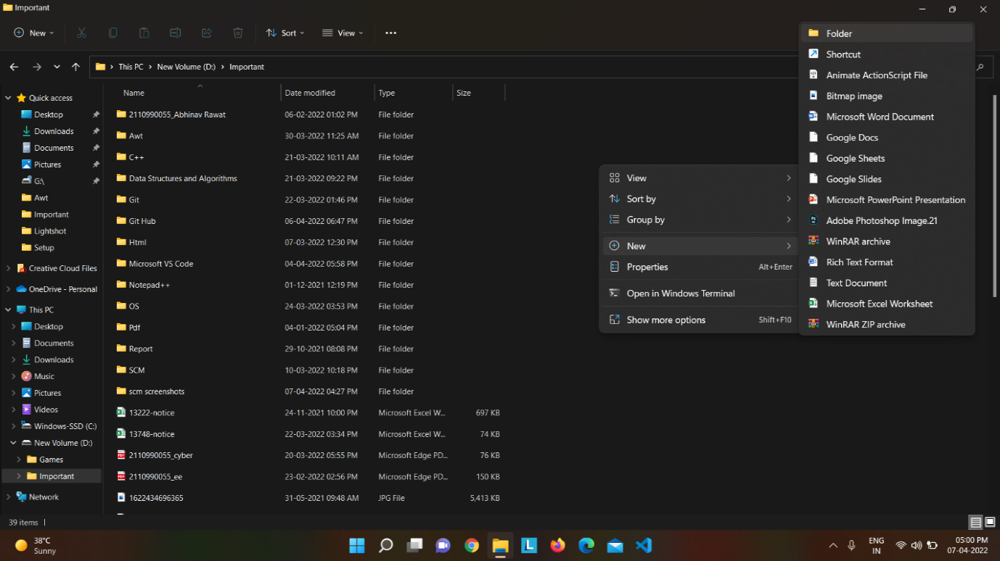 Important
New
Sort
View
This PC
New Volume (D:)
Important
Quick access
Desktop
Downloads
Documents
Pictures
G:\
Awt
Important
Lightshot
Setup
Creative Cloud Files
OneDrive - Personal
This PC
Desktop
Documents
Downloads
Music
Pictures
Videos
Windows-SSD (C:)
New Volume (D:)
Games
Important
Network
Name Date modified Type Size
2110990055_Abhinav Rawat 06-02-2022 01:02 PM File folder
Awt 30-03-2022 11:25 AM File folder
C++ 21-03-2022 10:11 AM File folder
Data Structures and Algorithms 21-03-2022 09:22 PM File folder
Git 22-03-2022 01:46 PM File folder
Git Hub 06-04-2022 06:47 PM File folder
Html 07-03-2022 12:30 PM File folder
Microsoft VS Code 04-04-2022 05:58 PM File folder
Notepad++ 01-12-2021 12:19 PM File folder
OS 24-03-2022 03:53 PM File folder
Pdf 04-01-2022 05:04 PM File folder
Report 29-10-2021 08:08 PM File folder
SCM 10-03-2022 10:18 PM File folder
scm screenshots 07-04-2022 04:27 PM File folder
13222-notice 24-11-2021 10:00 PM Microsoft Excel W... 697 KB
13748-notice 22-03-2022 03:34 PM Microsoft Excel W... 74 KB
2110990055_cyber 20-03-2022 05:55 PM Microsoft Edge PD... 76 KB
2110990055_ee 23-02-2022 02:56 PM Microsoft Edge PD... 150 KB
1622434696365 31-05-2021 09:48 AM JPG File 5,413 KB
View
Sort by
Group by
New
Properties Alt+Enter
Open in Windows Terminal
Show more options Shift+F10
Folder
Shortcut
Animate ActionScript File
Bitmap image
Microsoft Word Document
Google Docs
Google Sheets
Google Slides
Microsoft PowerPoint Presentation
Adobe Photoshop Image.21
WinRAR archive
Rich Text Format
Text Document
Microsoft Excel Worksheet
WinRAR ZIP archive
39 items
38°C
Sunny
ENG
IN
05:00 PM
07-04-2022